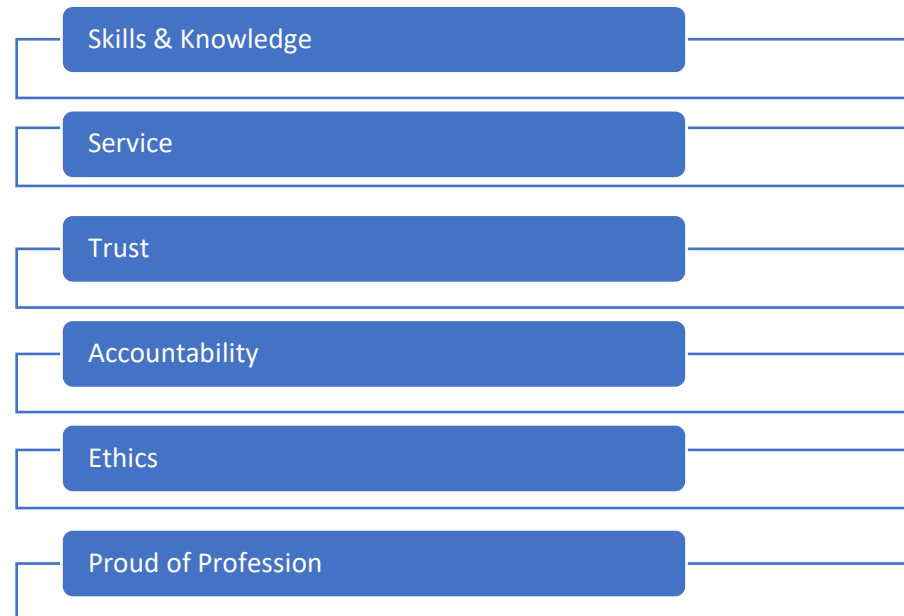 Skills & Knowledge
Service
Trust
Accountability
Ethics
Proud of Profession